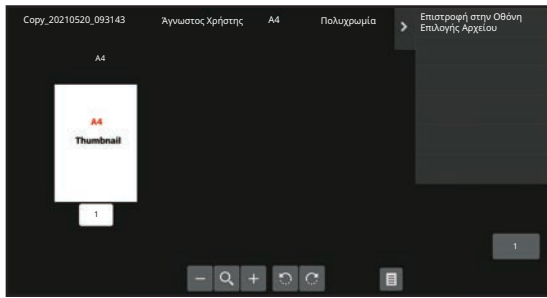 Copy_20210520_093143 Άγνωστος Χρήστης A4 Πολυχρωμία
Επιστροφή στην Οθόνη
Επιλογής Αρχείου
A4
A4
Thumbnail
1
1